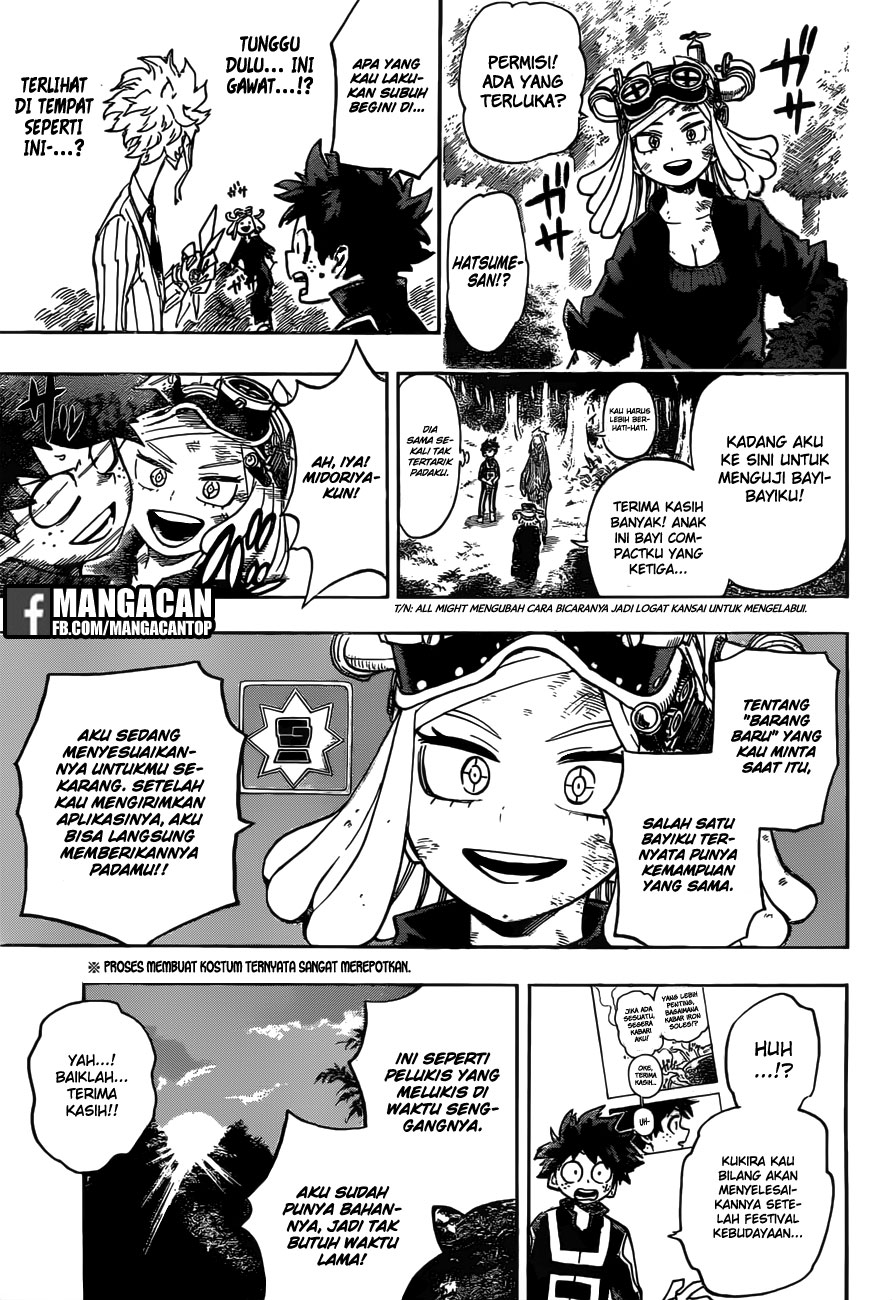 PERMISI!
ADA YANG
TERLUKA?
HATSUME-
SAN!?
APA YANG
KAU LAKU-
KAN SUBUH
BEGINI DI...
TUNGGU
DULU... INI
GAWAT...!?
TERLIHAT
DI TEMPAT
SEPERTI
INI-...?
KADANG AKU
KE SINI UNTUK
MENGUJI BAYI-
BAYIKU!
TERIMA KASIH
BANYAK! ANAK
INI BAYI COM-
PACTKU YANG
KETIGA...
KAU HARUS
LEBIH BER-
HATI-HATI.
DIA
SAMA SE-
KALI TAK
TERTARIK
PADAKU.
AH, IYA!
MIDORIYA-
KUN!
T/N: ALL MIGHT MENGUBAH CARA BICARANYA JADI LOGAT KANSAI UNTUK MENGELABUI.
MANGACAN
FB.COM/MANGACANTOP
TENTANG
"BARANG
BARU" YANG
KAU MINTA
SAAT ITU,
SALAH SATU
BAYIKU TER-
NYATA PUNYA
KEMAMPUAN
YANG SAMA.
AKU SEDANG
MENYESUAIKAN-
NYA UNTUKMU SE-
KARANG. SETELAH
KAU MENGIRIMKAN
APLIKASINYA, AKU
BISA LANGSUNG
MEMBERIKANNYA
PADAMU!!
※ PROSES MEMBUAT KOSTUM TERNYATA SANGAT MEREPOTKAN.
HUH
...!?
YANG LEBIH
PENTING,
BAGAIMANA
KABAR IRON
SOLES!?
JIKA ADA
SESUATU,
SEGERA
KABARI
AKU!
OKE,
TERIMA
KASIH...
UH-
KUKIRA KAU
BILANG AKAN
MENYELESAI-
KANNYA SETE-
LAH FESTIVAL
KEBUDAYAAN...
INI SEPERTI
PELUKIS YANG
MELUKIS DI
WAKTU SENG-
GANGNYA.
AKU SUDAH
PUNYA BAHAN-
NYA, JADI TAK
BUTUH WAKTU
LAMA!
YAH...!
BAIKLAH...
TERIMA
KASIH!!